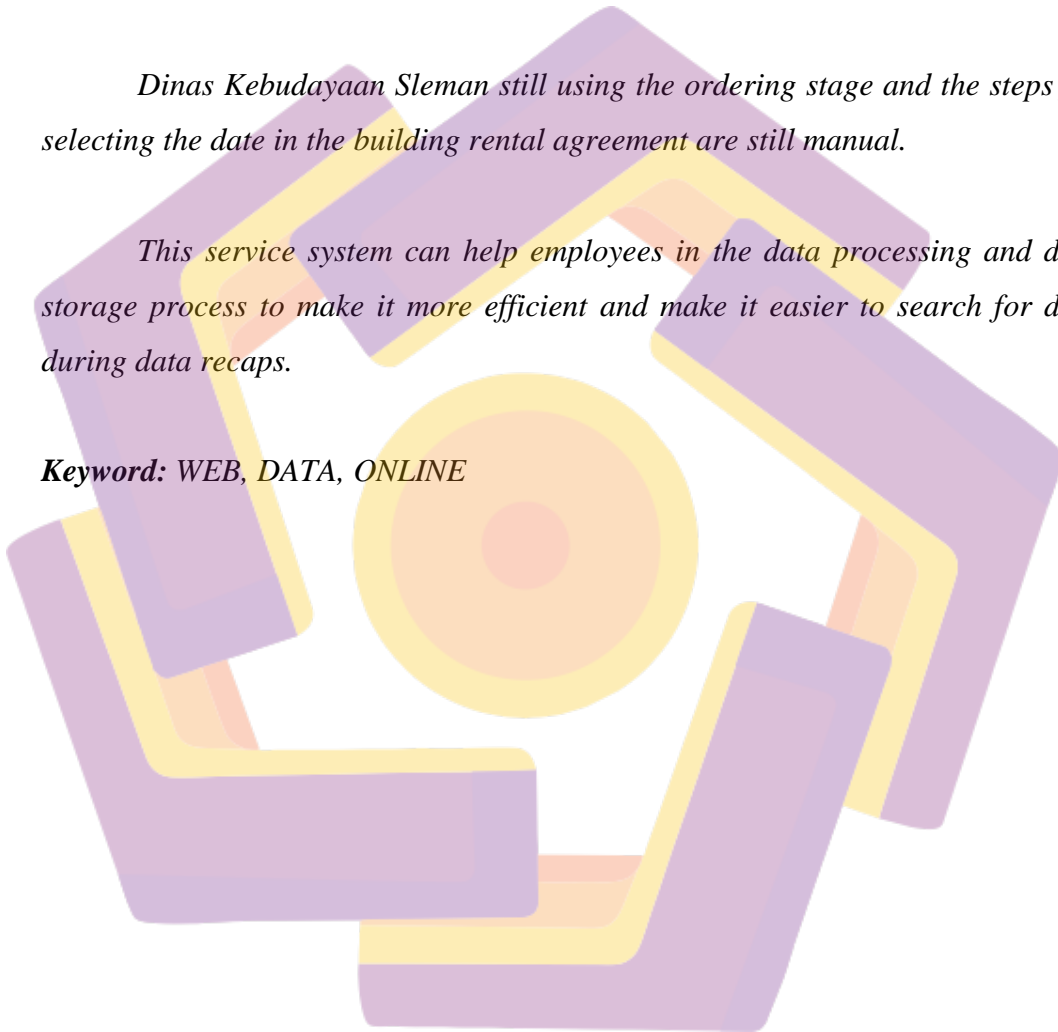 Dinas Kebudayaan Sleman still using the ordering stage and the steps
selecting the date in the building rental agreement are still manual.
This service system can help employees in the data processing and d
storage process to make it more efficient and make it easier to search for d
during data recaps.
Keyword: WEB, DATA, ONLINE